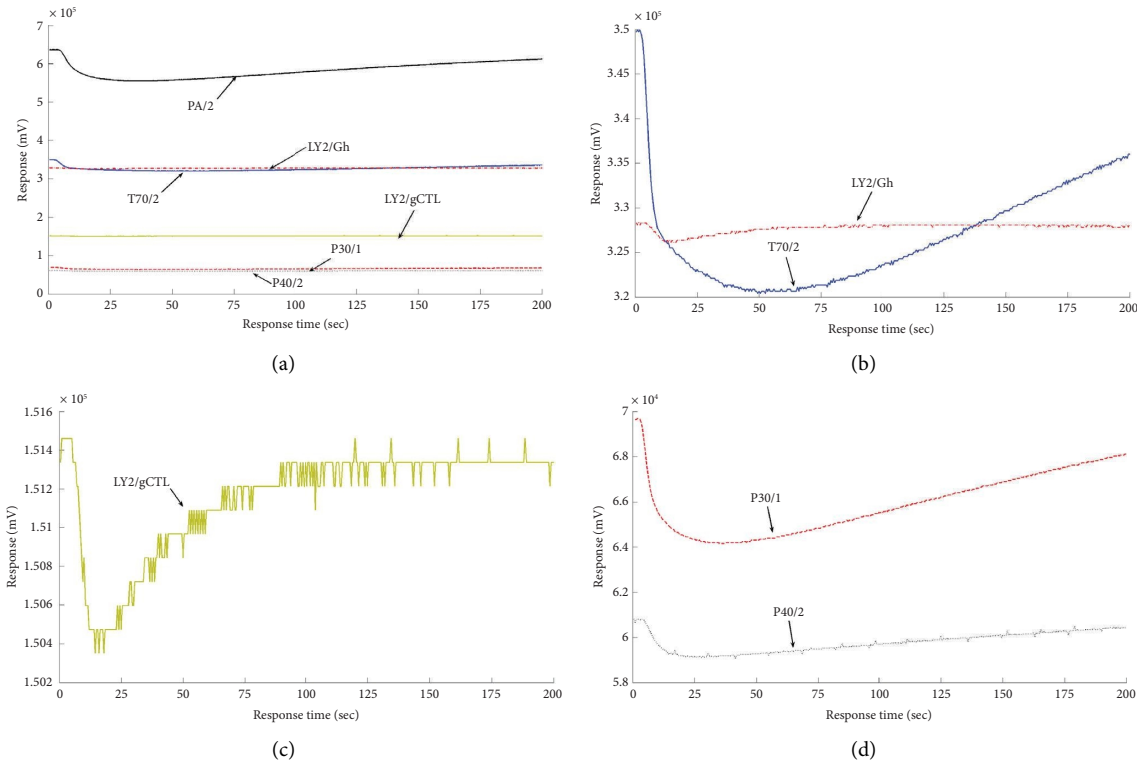 × 10⁵
7
6
5
4
3
2
1
0
Response (mV)
PA/2
LY2/Gh
T70/2
LY2/gCTL
P30/1
P40/2
0 25 50 75 100 125 150 175 200
Response time (sec)
(a)
× 10⁵
3.5
3.45
3.4
3.35
3.3
3.25
3.2
Response (mV)
LY2/Gh
T70/2
0 25 50 75 100 125 150 175 200
Response time (sec)
(b)
× 10⁵
1.516
1.514
1.512
1.51
1.508
1.506
1.504
1.502
Response (mV)
LY2/gCTL
0 25 50 75 100 125 150 175 200
Response time (sec)
(c)
× 10⁴
7
6.8
6.6
6.4
6.2
6
5.8
Response (mV)
P30/1
P40/2
0 25 50 75 100 125 150 175 200
Response time (sec)
(d)